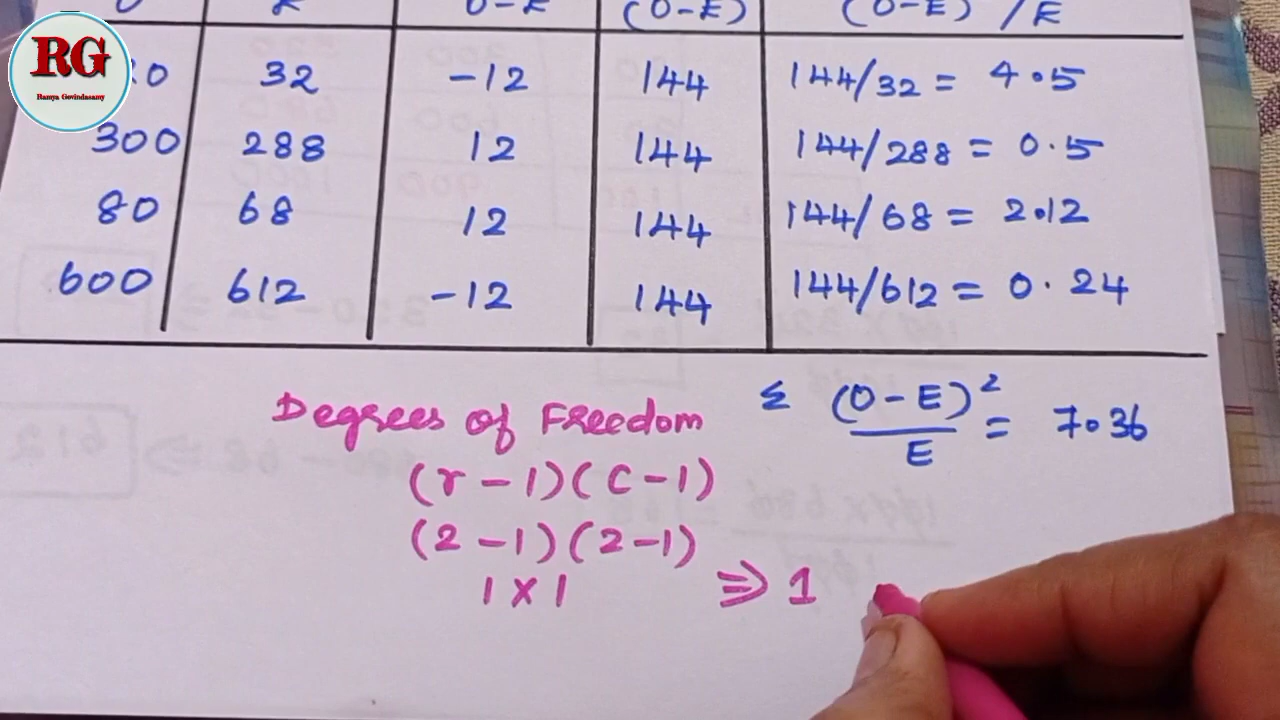 RG
Ramya Govindasamy
O E O-E (O-E) (O-E) /E
20 32 -12 144 144/32 = 4.5
300 288 12 144 144/288 = 0.5
80 68 12 144 144/68 = 2.12
600 612 -12 144 144/612 = 0.24
Degrees of Freedom Σ (O-E)²/E = 7.36
(r-1)(c-1)
(2-1)(2-1)
1x1 => 1